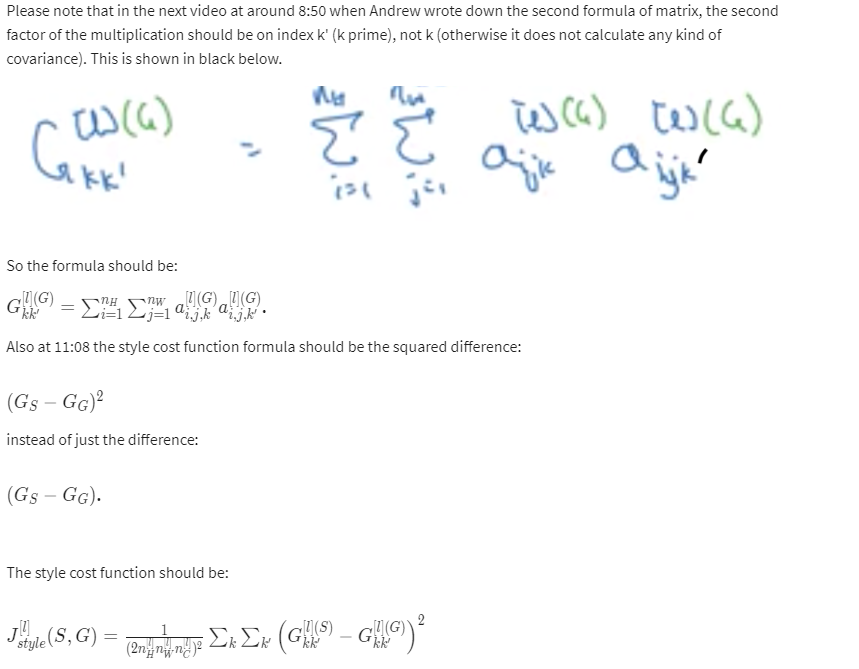 Please note that in the next video at around 8:50 when Andrew wrote down the second formula of matrix, the second
factor of the multiplication should be on index k' (k prime), not k (otherwise it does not calculate any kind of
covariance). This is shown in black below.
G_{kk'}^{[l](G)} = \sum_{i=1}^{n_H} \sum_{j=1}^{n_W} a_{ijk}^{[l](G)} a_{ijk'}^{[l](G)}
So the formula should be:
G_{kk'}^{[l](G)} = \sum_{i=1}^{n_H} \sum_{j=1}^{n_W} a_{i,j,k}^{[l](G)} a_{i,j,k'}^{[l](G)}.
Also at 11:08 the style cost function formula should be the squared difference:
(G_S − G_G)^2
instead of just the difference:
(G_S − G_G).
The style cost function should be:
J_{style}^{[l]}(S, G) = \frac{1}{(2n_H^{[l]} n_W^{[l]} n_C^{[l]})^2} \sum_k \sum_{k'} (G_{kk'}^{[l](S)} − G_{kk'}^{[l](G)})^2